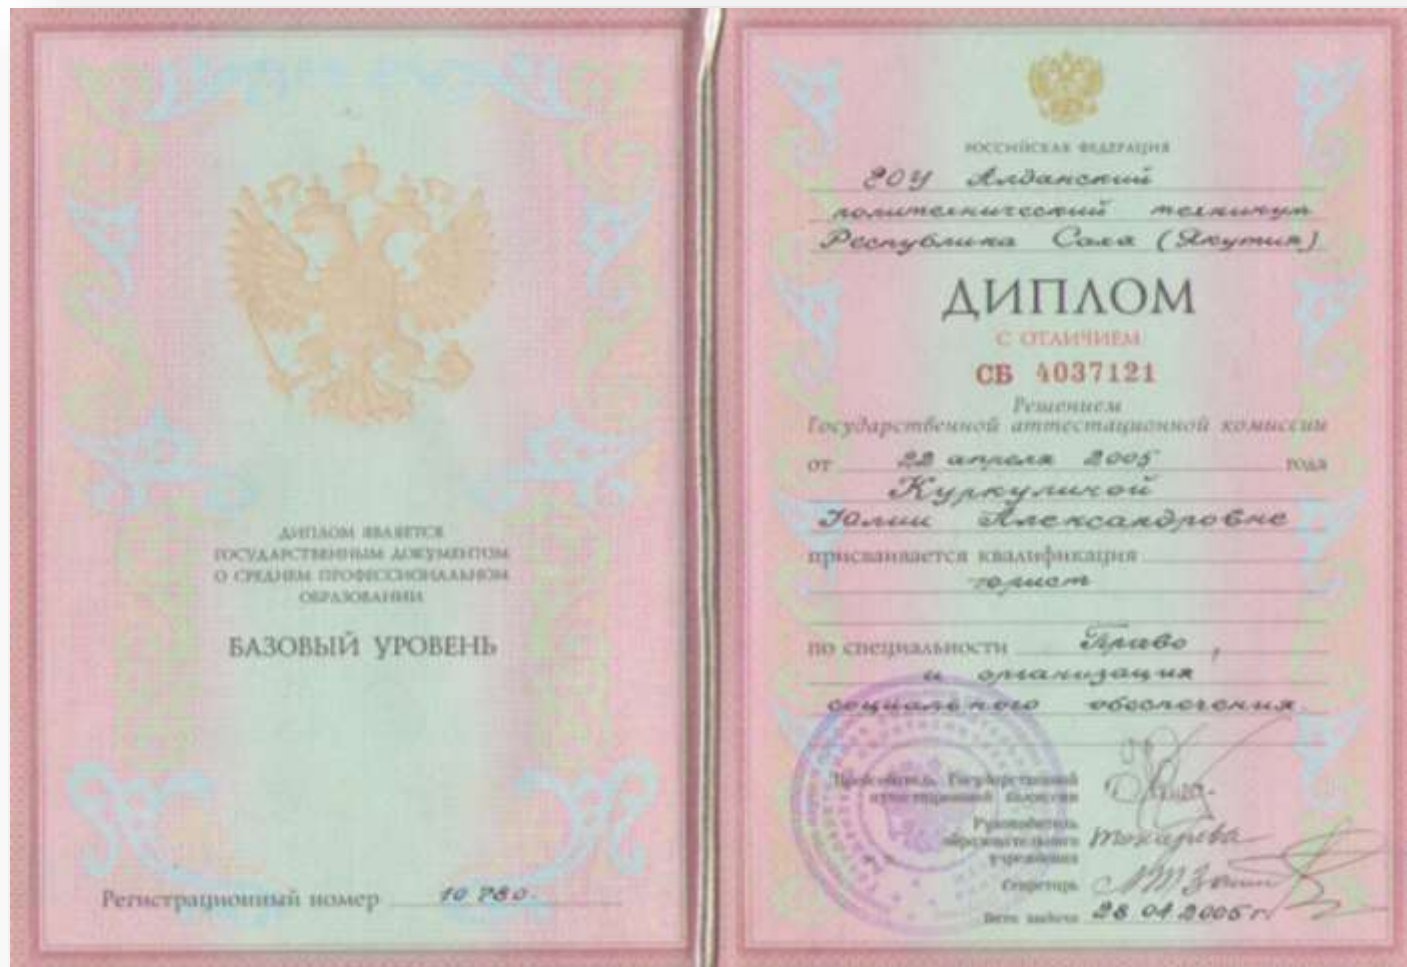 ДИПЛОМ ЯВЛЯЕТСЯ
ГОСУДАРСТВЕННЫМ ДОКУМЕНТОМ
О СРЕДНЕМ ПРОФЕССИОНАЛЬНОМ
ОБРАЗОВАНИИ
БАЗОВЫЙ УРОВЕНЬ
Регистрационный номер 10780.
РОССИЙСКАЯ ФЕДЕРАЦИЯ
ГОУ Алданский
политехнический техникум
Республика Саха (Якутия)
ДИПЛОМ
С ОТЛИЧИЕМ
СБ 4037121
Решением
Государственной аттестационной комиссии
от 22 апреля 2005 года
Юлии Александровне
присваивается квалификация
юрист
по специальности Право,
и организация
социального обеспечения.
Председатель Государственной
аттестационной комиссии
Руководитель
образовательного
учреждения Токарева
Секретарь
Дата выдачи 28 04 2005 г.